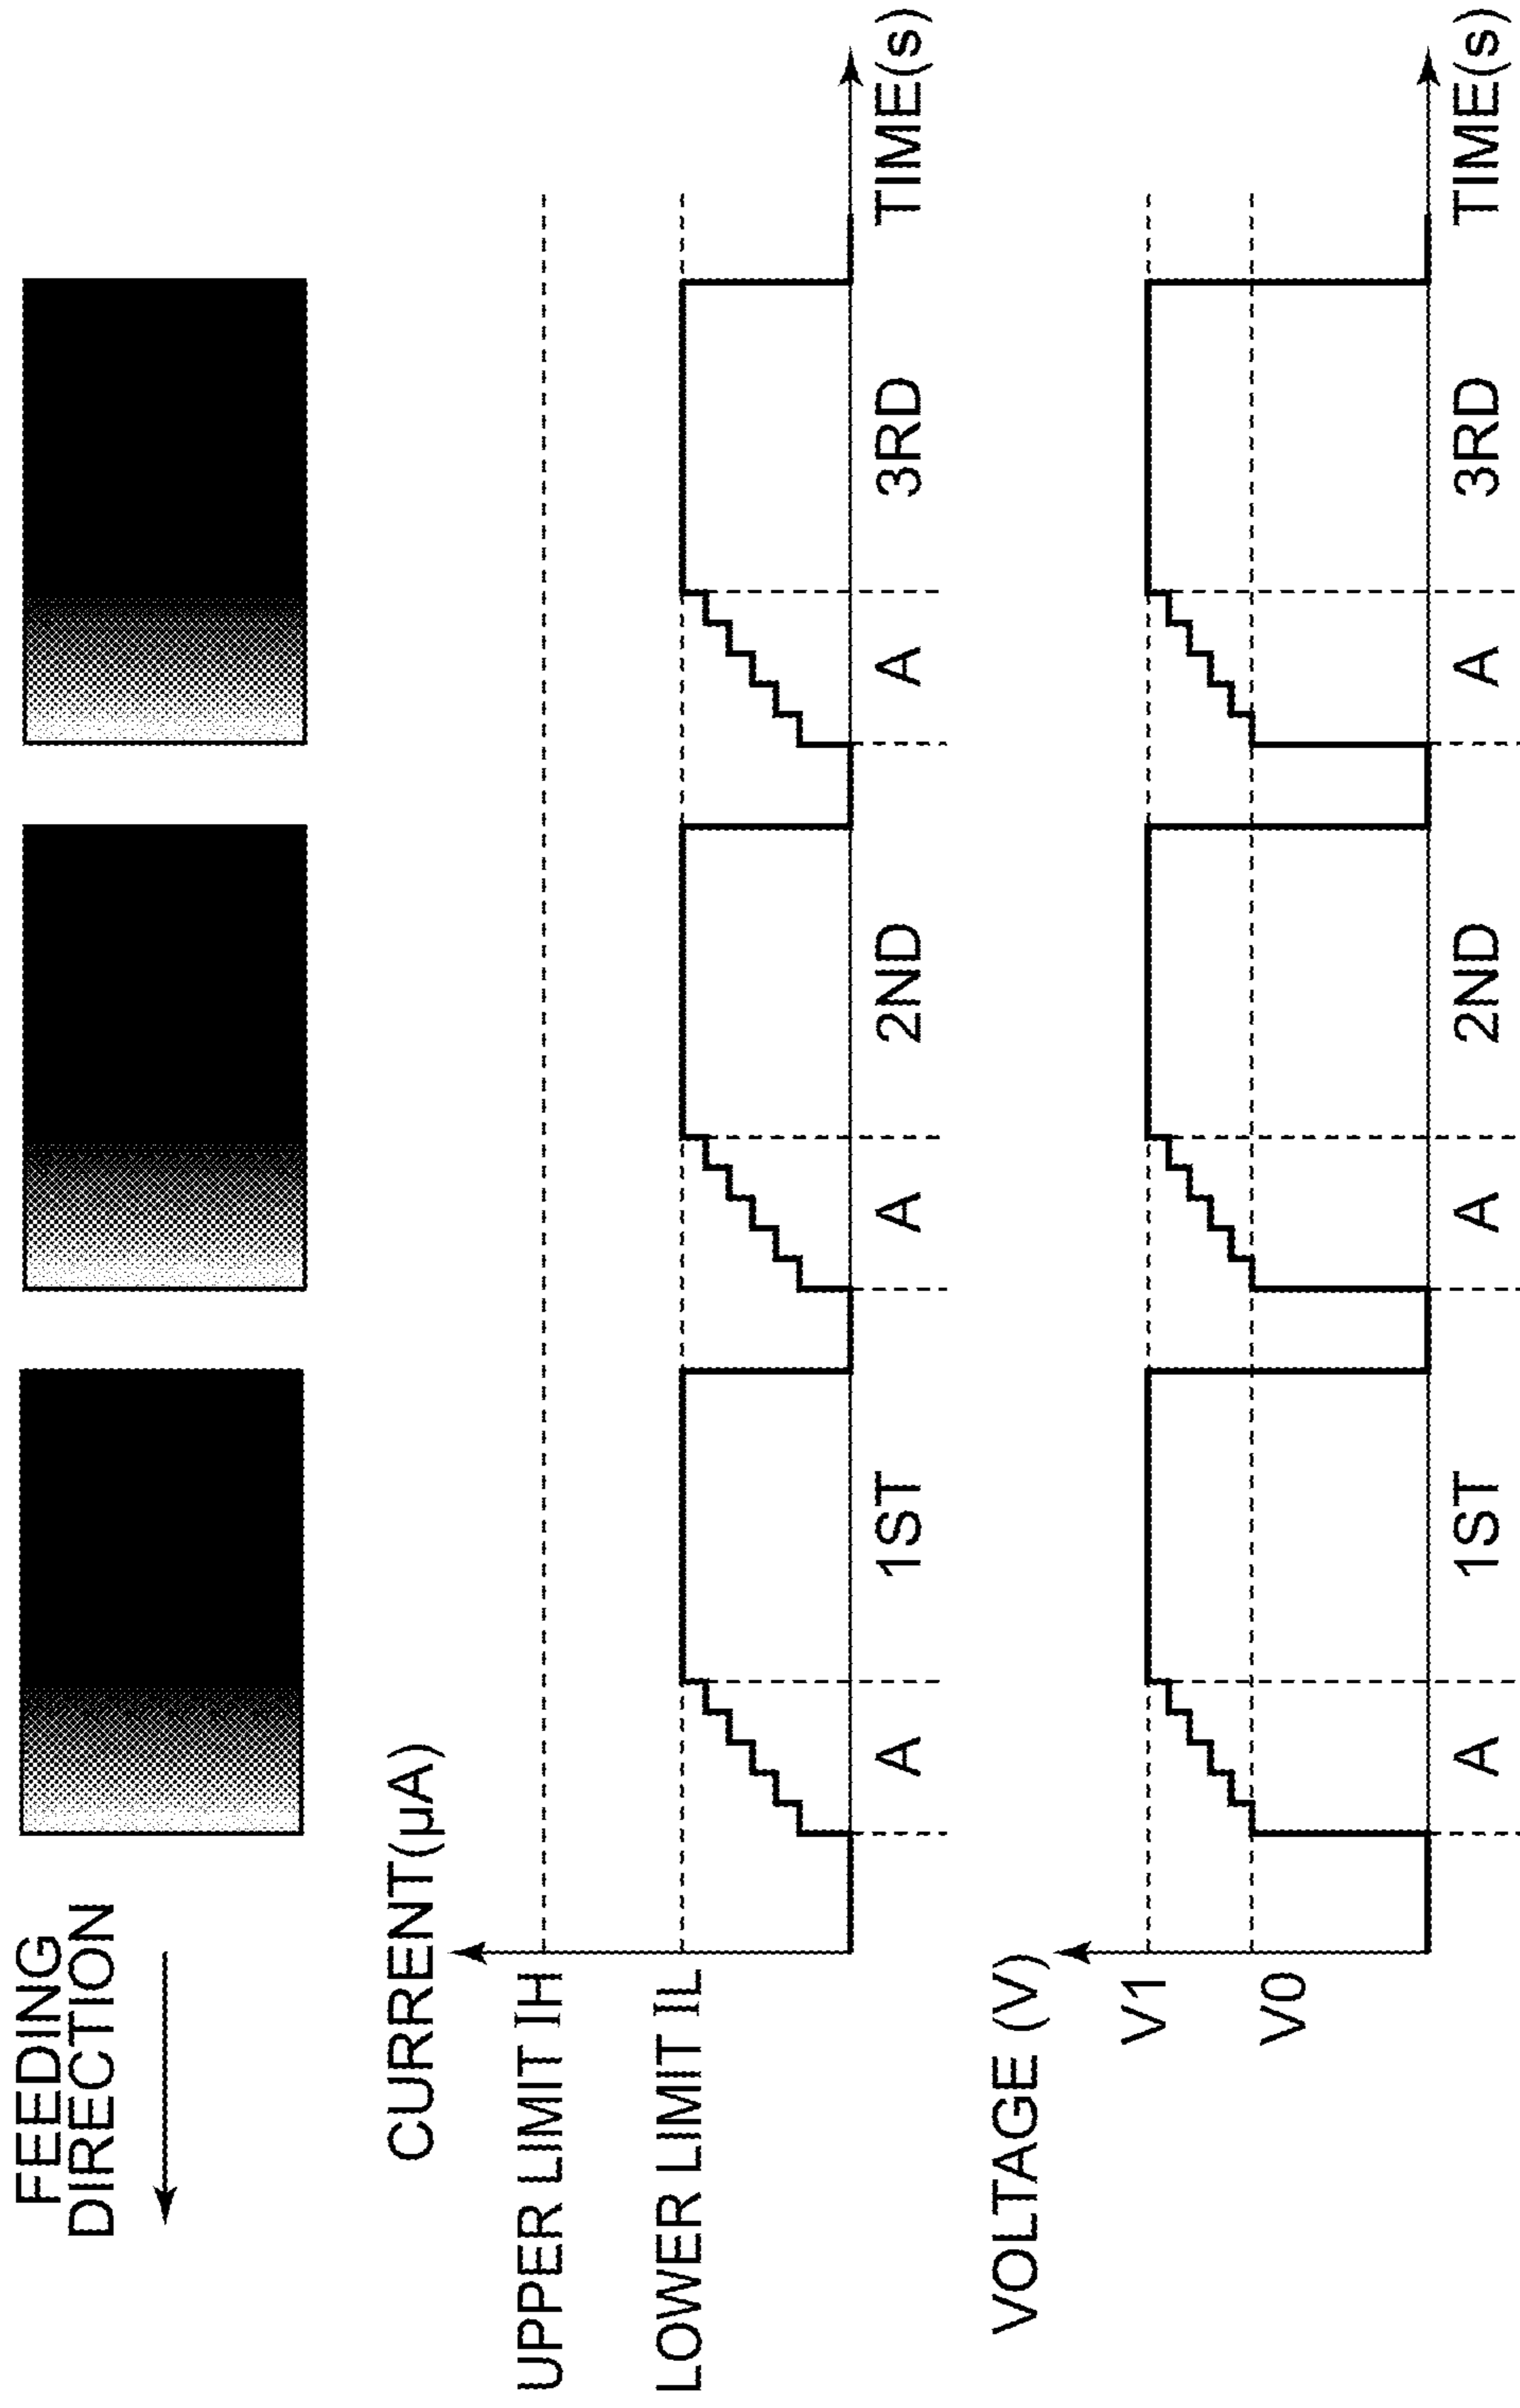 FEEDING
DIRECTION
CURRENT(μA)
UPPER LIMIT IH
LOWER LIMIT IL
A 1ST A 2ND A 3RD TIME(s)
VOLTAGE (V)
V1
V0
A 1ST A 2ND A 3RD TIME(s)